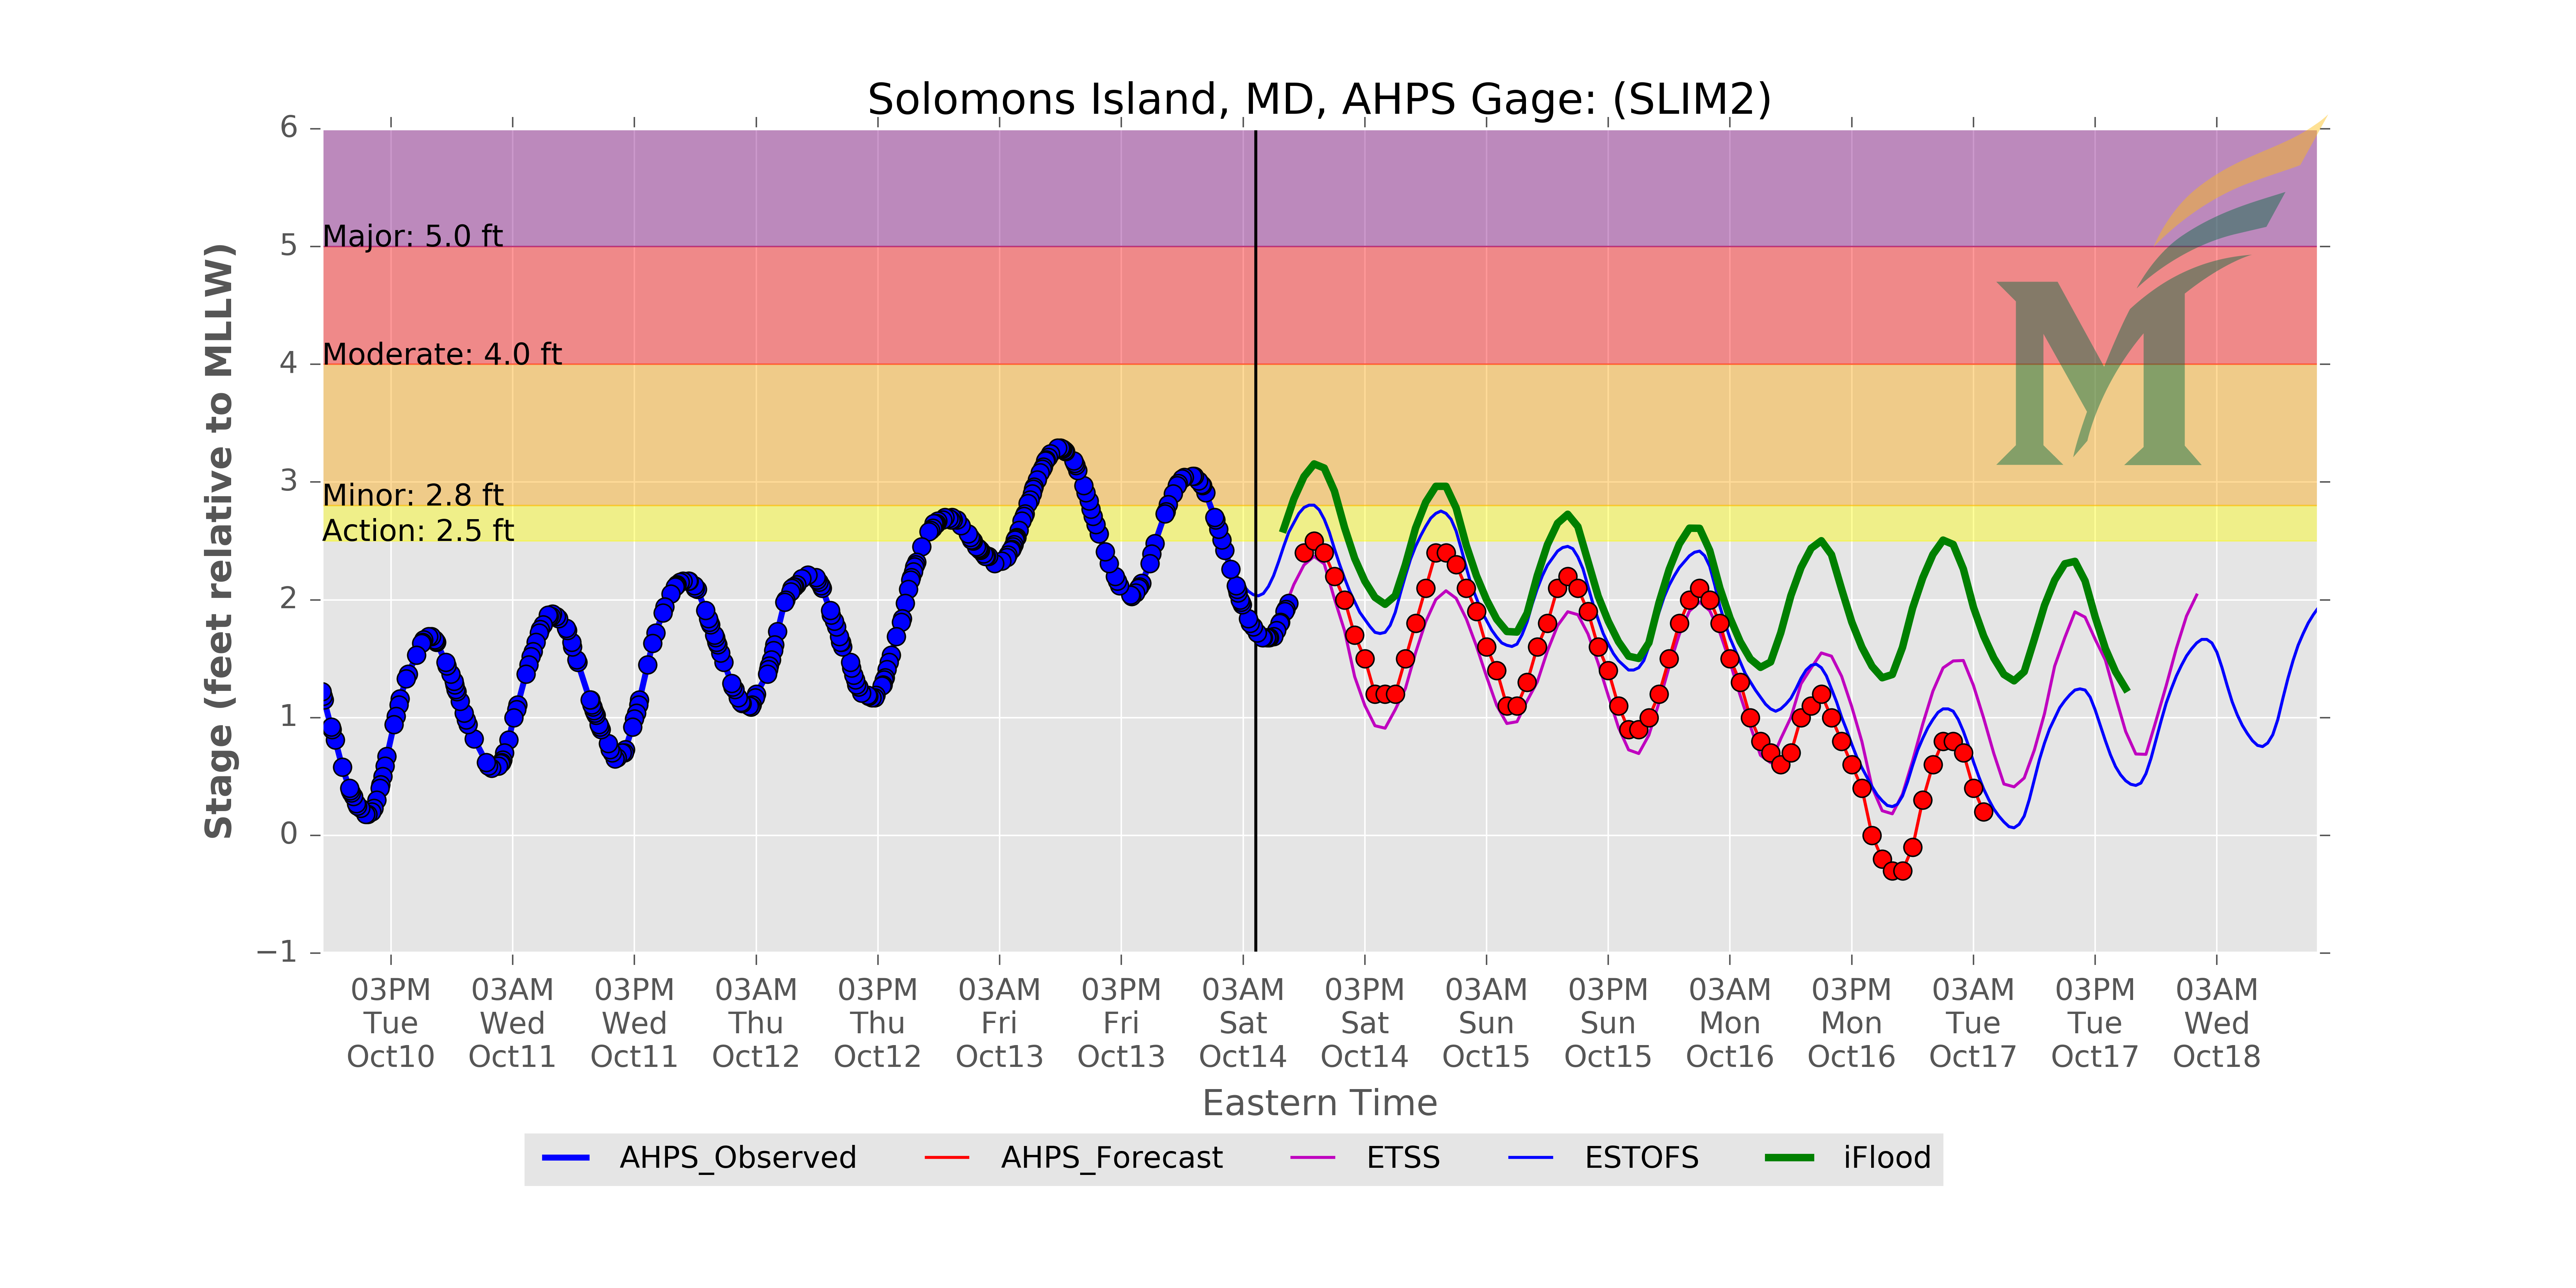 Solomons Island, MD, AHPS Gage: (SLIM2)
Stage (feet relative to MLLW)
6
5
4
3
2
1
0
−1
Major: 5.0 ft
Moderate: 4.0 ft
Minor: 2.8 ft
Action: 2.5 ft
M
03PM 03AM 03PM 03AM 03PM 03AM 03PM 03AM 03PM 03AM 03PM 03AM 03PM 03AM 03PM 03AM
Tue Wed Wed Thu Thu Fri Fri Sat Sat Sun Sun Mon Mon Tue Tue Wed
Oct10 Oct11 Oct11 Oct12 Oct12 Oct13 Oct13 Oct14 Oct14 Oct15 Oct15 Oct16 Oct16 Oct17 Oct17 Oct18
Eastern Time
AHPS_Observed AHPS_Forecast ETSS ESTOFS iFlood